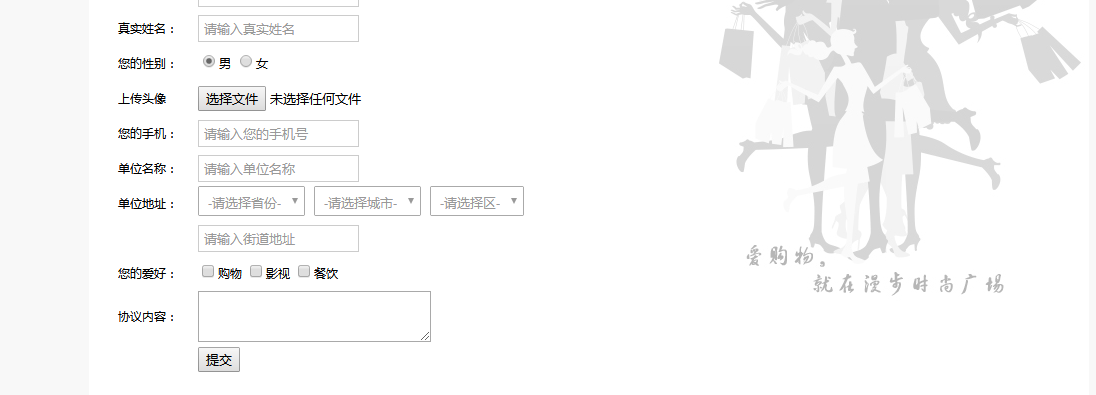 真实姓名： 请输入真实姓名
您的性别： 男 女
上传头像 选择文件 未选择任何文件
您的手机： 请输入您的手机号
单位名称： 请输入单位名称
单位地址： -请选择省份- -请选择城市- -请选择区-
请输入街道地址
您的爱好： 购物 影视 餐饮
协议内容：
提交
爱购物。
就在漫步时尚广场